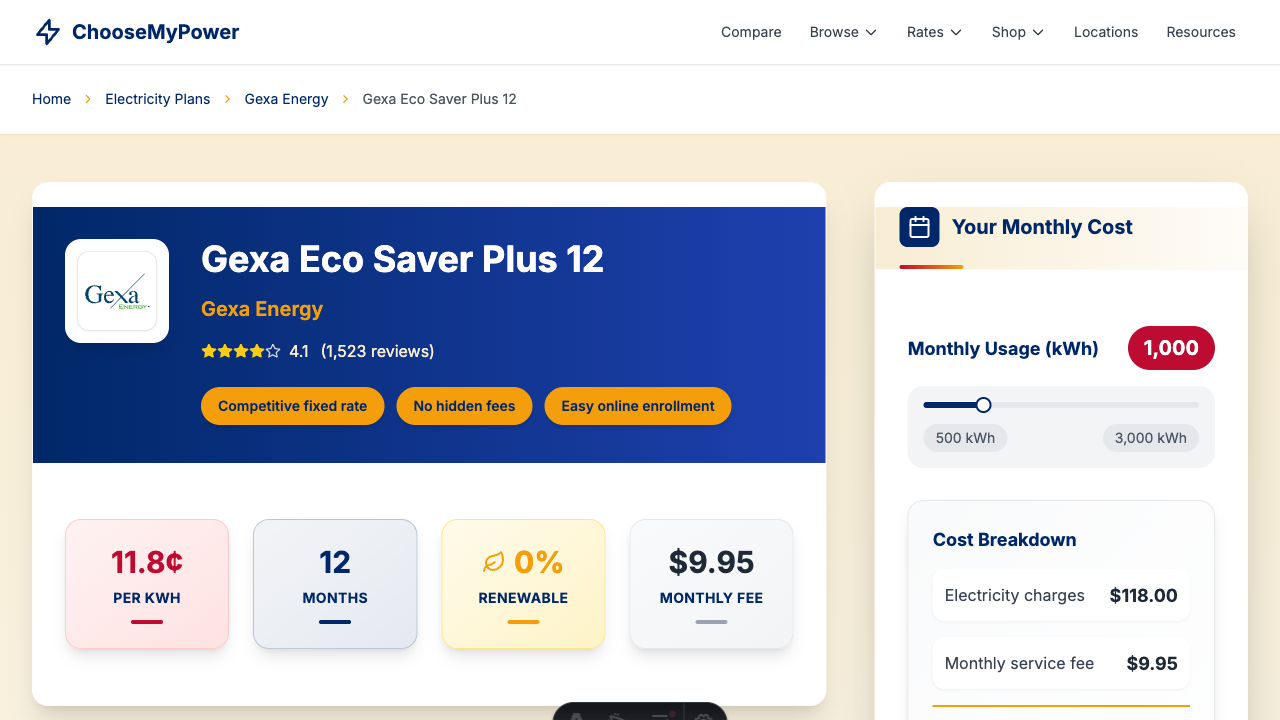 ChooseMyPower
Compare
Browse
Rates
Shop
Locations
Resources
Home
Electricity Plans
Gexa Energy
Gexa Eco Saver Plus 12
Gexa
ENERGY
Gexa Eco Saver Plus 12
Gexa Energy
4.1 (1,523 reviews)
Competitive fixed rate
No hidden fees
Easy online enrollment
11.8¢
PER KWH
12
MONTHS
0%
RENEWABLE
$9.95
MONTHLY FEE
Your Monthly Cost
Monthly Usage (kWh)
1,000
500 kWh
3,000 kWh
Cost Breakdown
Electricity charges
$118.00
Monthly service fee
$9.95